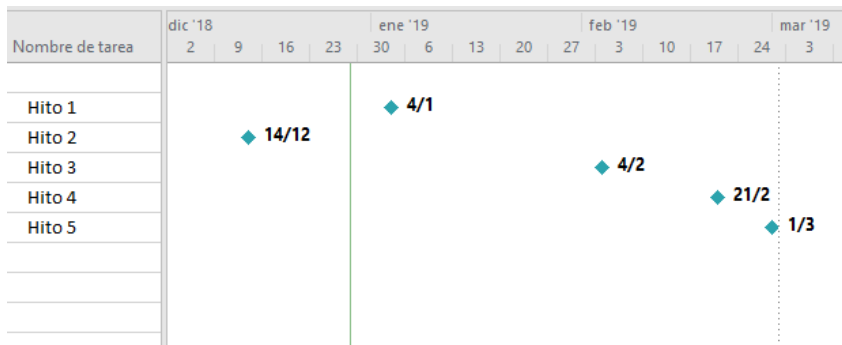 dic '18 ene '19 feb '19 mar '19
Nombre de tarea 2 9 16 23 30 6 13 20 27 3 10 17 24 3
Hito 1 4/1
Hito 2 14/12
Hito 3 4/2
Hito 4 21/2
Hito 5 1/3